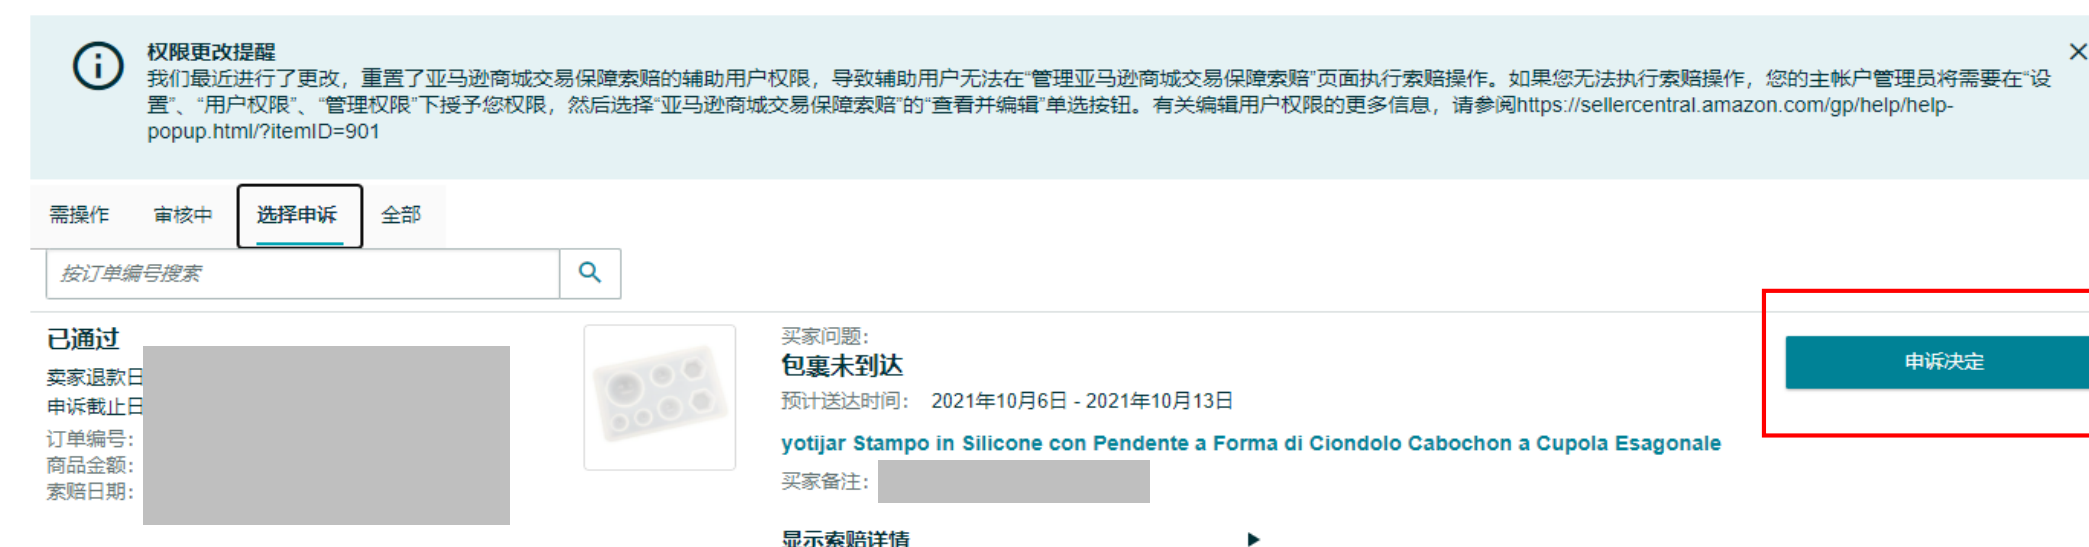 权限更改提醒
我们最近进行了更改，重置了亚马逊商城交易保障索赔的辅助用户权限，导致辅助用户无法在“管理亚马逊商城交易保障索赔”页面执行索赔操作。如果您无法执行索赔操作，您的主帐户管理员将需要在“设
置”、“用户权限”、“管理权限”下授予您权限，然后选择“亚马逊商城交易保障索赔”的“查看并编辑”单选按钮。有关编辑用户权限的更多信息，请参阅https://sellercentral.amazon.com/gp/help/help-
popup.html/?itemID=901
需操作 审核中 选择申诉 全部
按订单编号搜索
已通过
卖家退款日
申诉截止日
订单编号：
商品金额：
索赔日期：
买家问题：
包裹未到达
预计送达时间： 2021年10月6日 - 2021年10月13日
yotijar Stampo in Silicone con Pendente a Forma di Ciondolo Cabochon a Cupola Esagonale
买家备注：
显示索赔详情
申诉决定